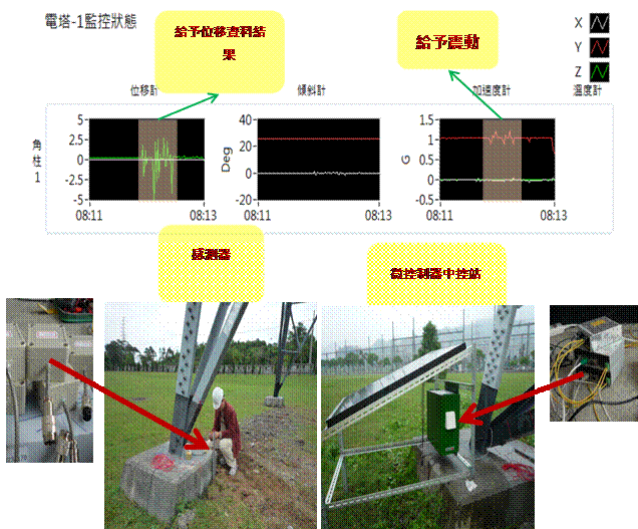 電塔-1監控狀態
給予位移資料結
果
給予震動
X
Y
Z
位移計
傾斜計
加速度計
溫度計
角
柱
1
5
2.5
0
-2.5
-5
08:11
08:13
Deg
40
20
0
-20
08:11
08:13
G
1.5
1
0.5
0
-0.5
08:11
08:13
感測器
微控制器中控站